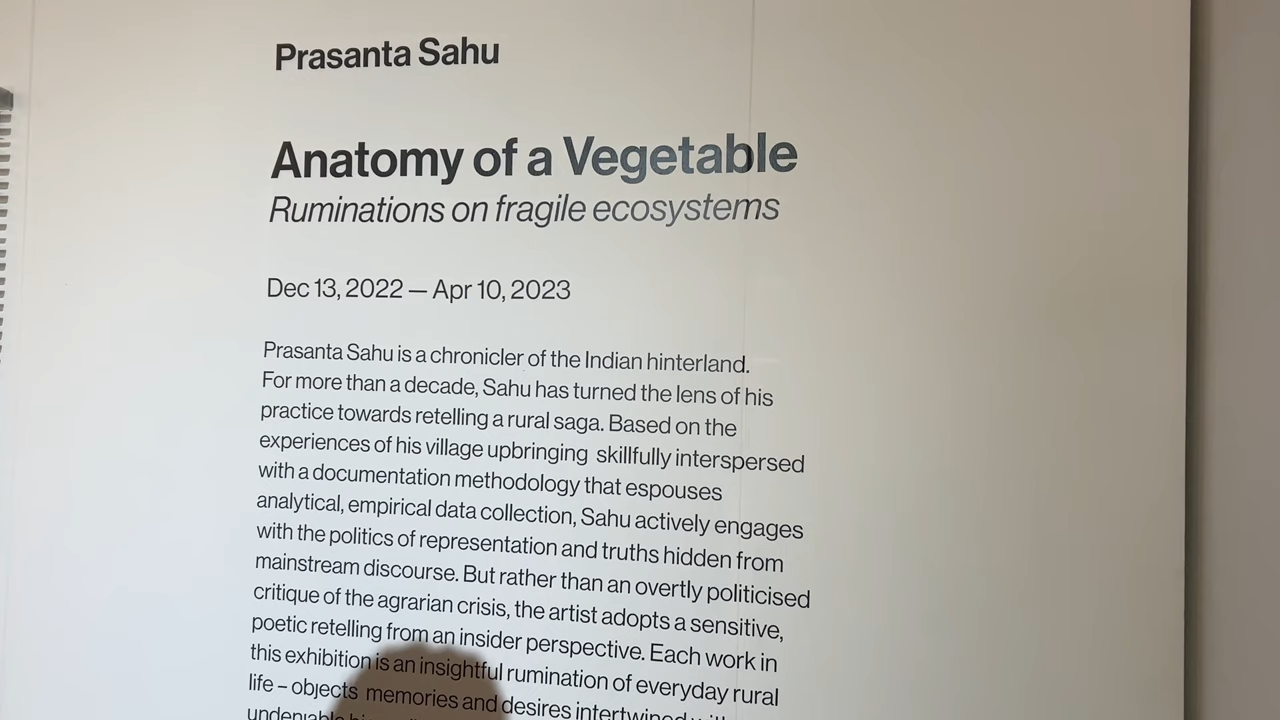 Prasanta Sahu
Anatomy of a Vegetable
Ruminations on fragile ecosystems
Dec 13, 2022 — Apr 10, 2023
Prasanta Sahu is a chronicler of the Indian hinterland.
For more than a decade, Sahu has turned the lens of his
practice towards retelling a rural saga. Based on the
experiences of his village upbringing skillfully interspersed
with a documentation methodology that espouses
analytical, empirical data collection, Sahu actively engages
with the politics of representation and truths hidden from
mainstream discourse. But rather than an overtly politicised
critique of the agrarian crisis, the artist adopts a sensitive,
poetic retelling from an insider perspective. Each work in
this exhibition is an insightful rumination of everyday rural
life – objects memories and desires intertwined